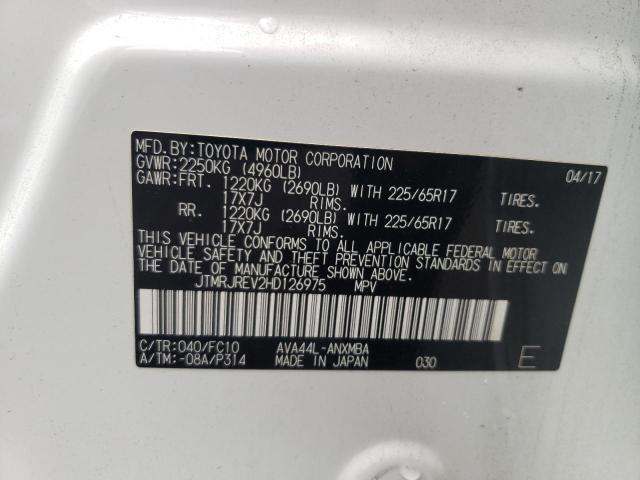 MFD.BY:TOYOTA MOTOR CORPORATION 04/17
GVWR:2250KG (4960LB)
GAWR:FRT. 1220KG (2690LB) WITH 225/65R17 TIRES.
17X7J RIMS.
RR. 1220KG (2690LB) WITH 225/65R17 TIRES.
17X7J RIMS.
THIS VEHICLE CONFORMS TO ALL APPLICABLE FEDERAL MOTOR
VEHICLE SAFETY AND THEFT PREVENTION STANDARDS IN EFFECT ON
THE DATE OF MANUFACTURE SHOWN ABOVE.
JTMRJREV2HD126975 MPV
C/TR:040/FC10 AVA44L-ANXMBA
A/TM:-08A/P314 MADE IN JAPAN 030 E